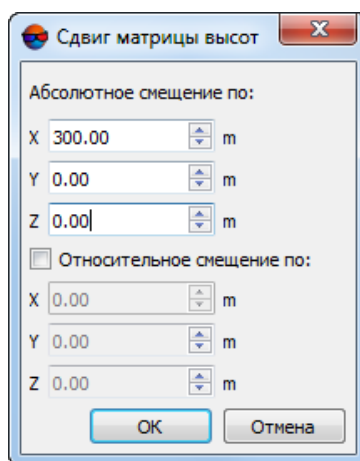 Сдвиг матрицы высот
Абсолютное смещение по:
X 300.00 m
Y 0.00 m
Z 0.00 m
Относительное смещение по:
X 0.00 m
Y 0.00 m
Z 0.00 m
OK Отмена